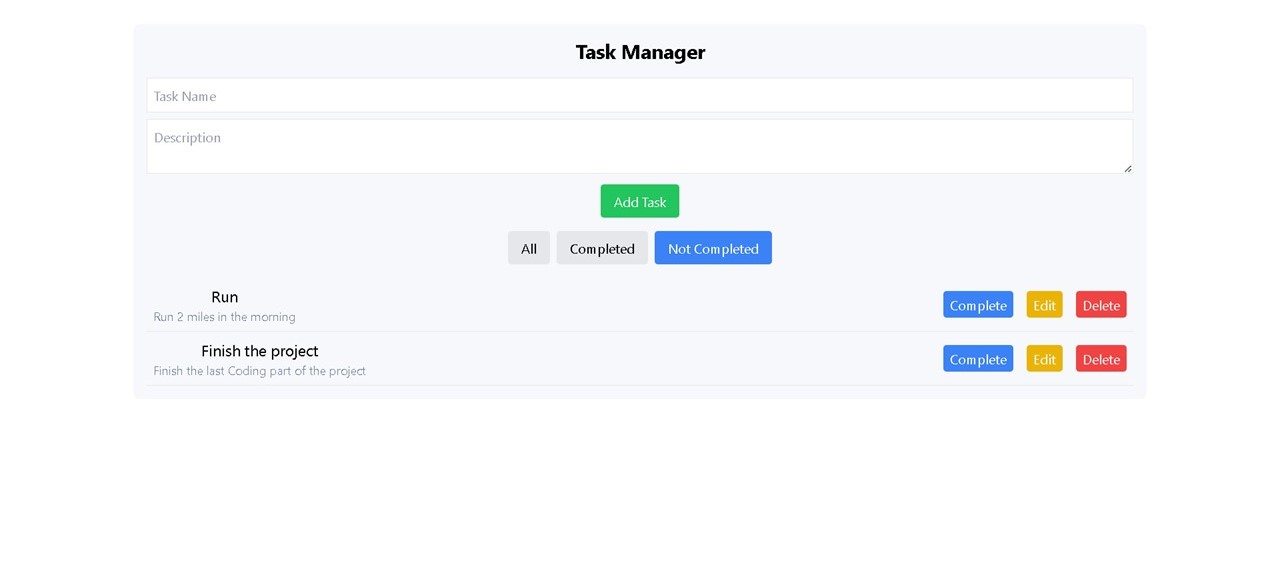 Task Manager
Task Name
Description
Add Task
All Completed Not Completed
Run
Run 2 miles in the morning
Complete Edit Delete
Finish the project
Finish the last Coding part of the project
Complete Edit Delete